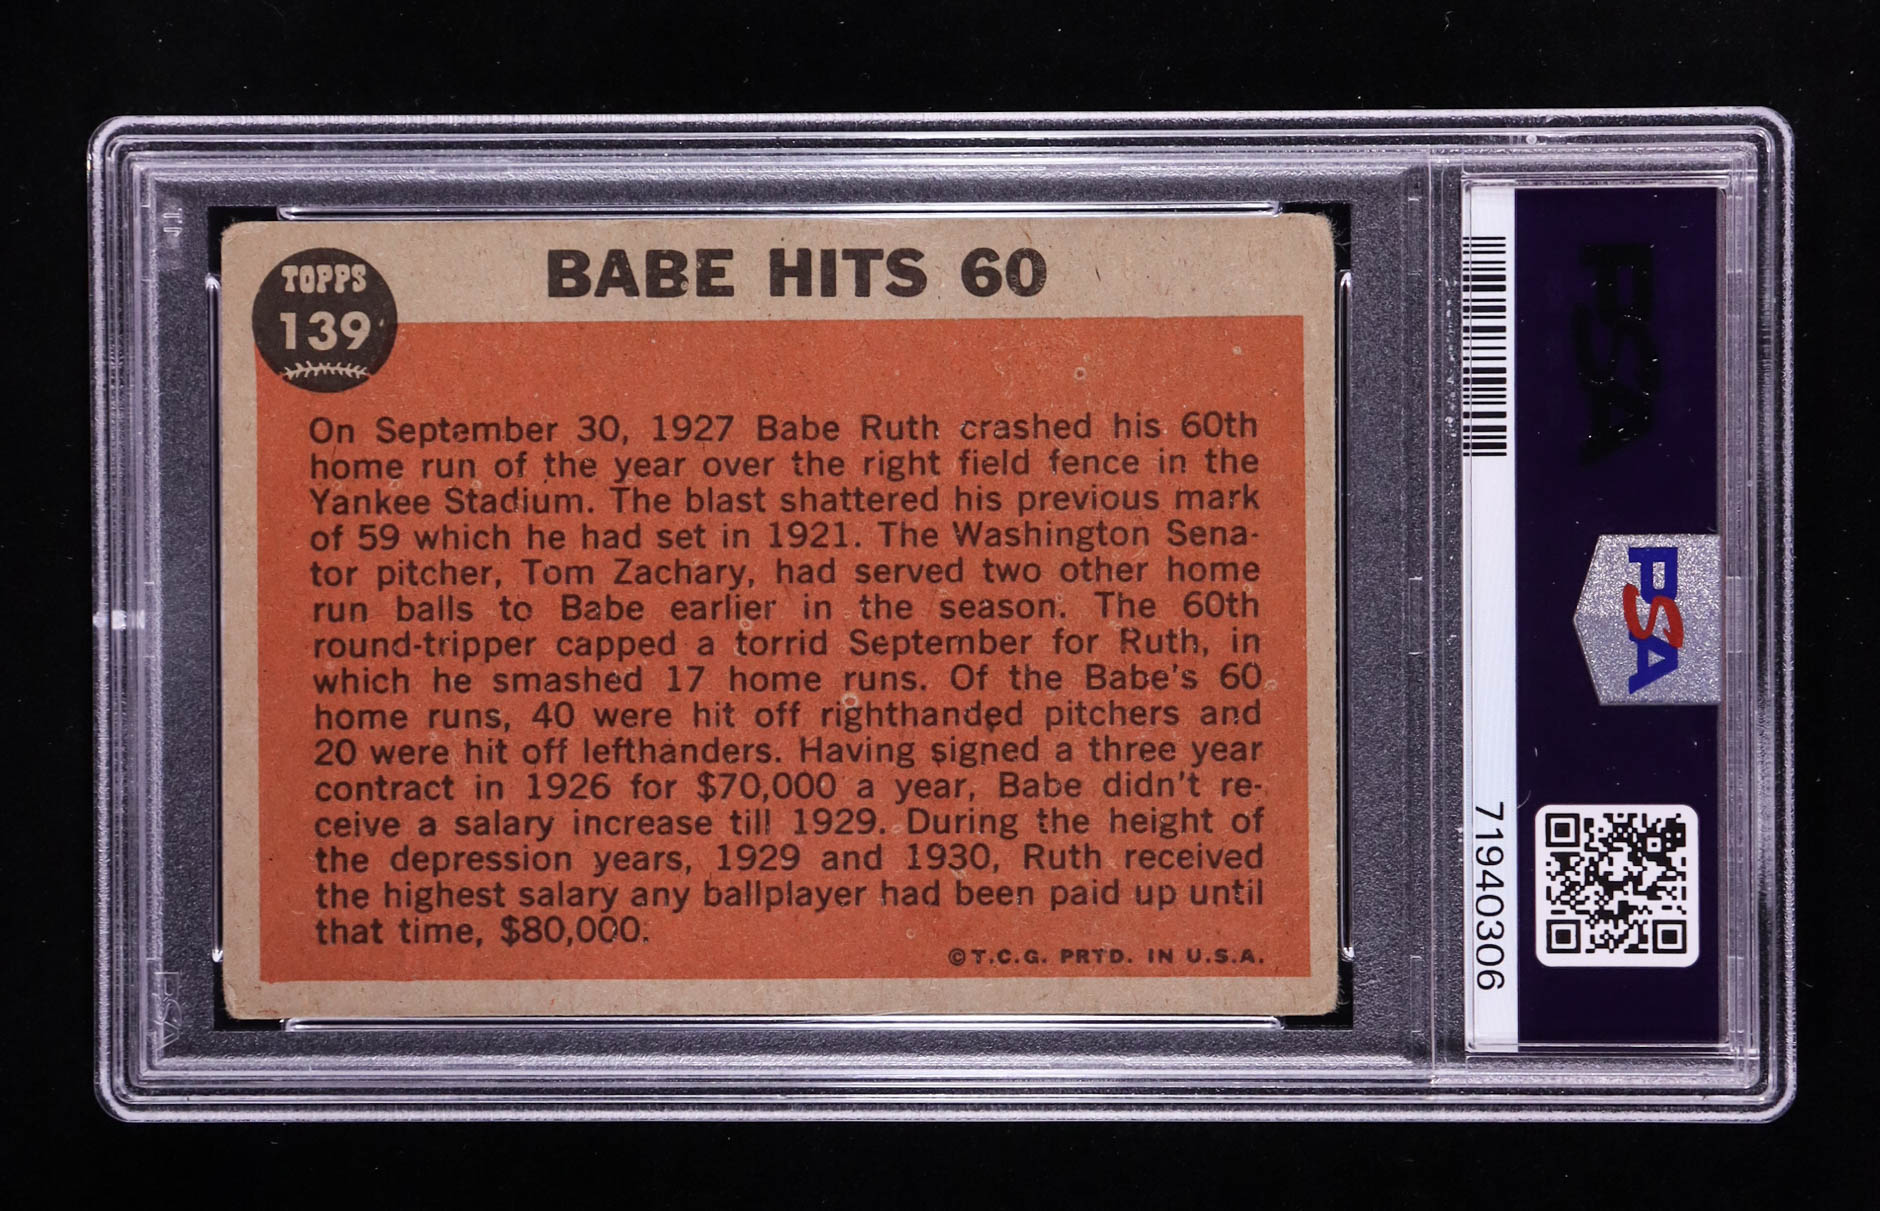 TOPPS
139
BABE HITS 60
On September 30, 1927 Babe Ruth crashed his 60th
home run of the year over the right field fence in the
Yankee Stadium. The blast shattered his previous mark
of 59 which he had set in 1921. The Washington Sena-
tor pitcher, Tom Zachary, had served two other home
run balls to Babe earlier in the season. The 60th
round-tripper capped a torrid September for Ruth, in
which he smashed 17 home runs. Of the Babe's 60
home runs, 40 were hit off righthanded pitchers and
20 were hit off lefthanders. Having signed a three year
contract in 1926 for $70,000 a year, Babe didn't re-
ceive a salary increase till 1929. During the height of
the depression years, 1929 and 1930, Ruth received
the highest salary any ballplayer had been paid up until
that time, $80,000.
©T.C.G. PRTD. IN U.S.A.
PSA
PSA
71940306
PSA